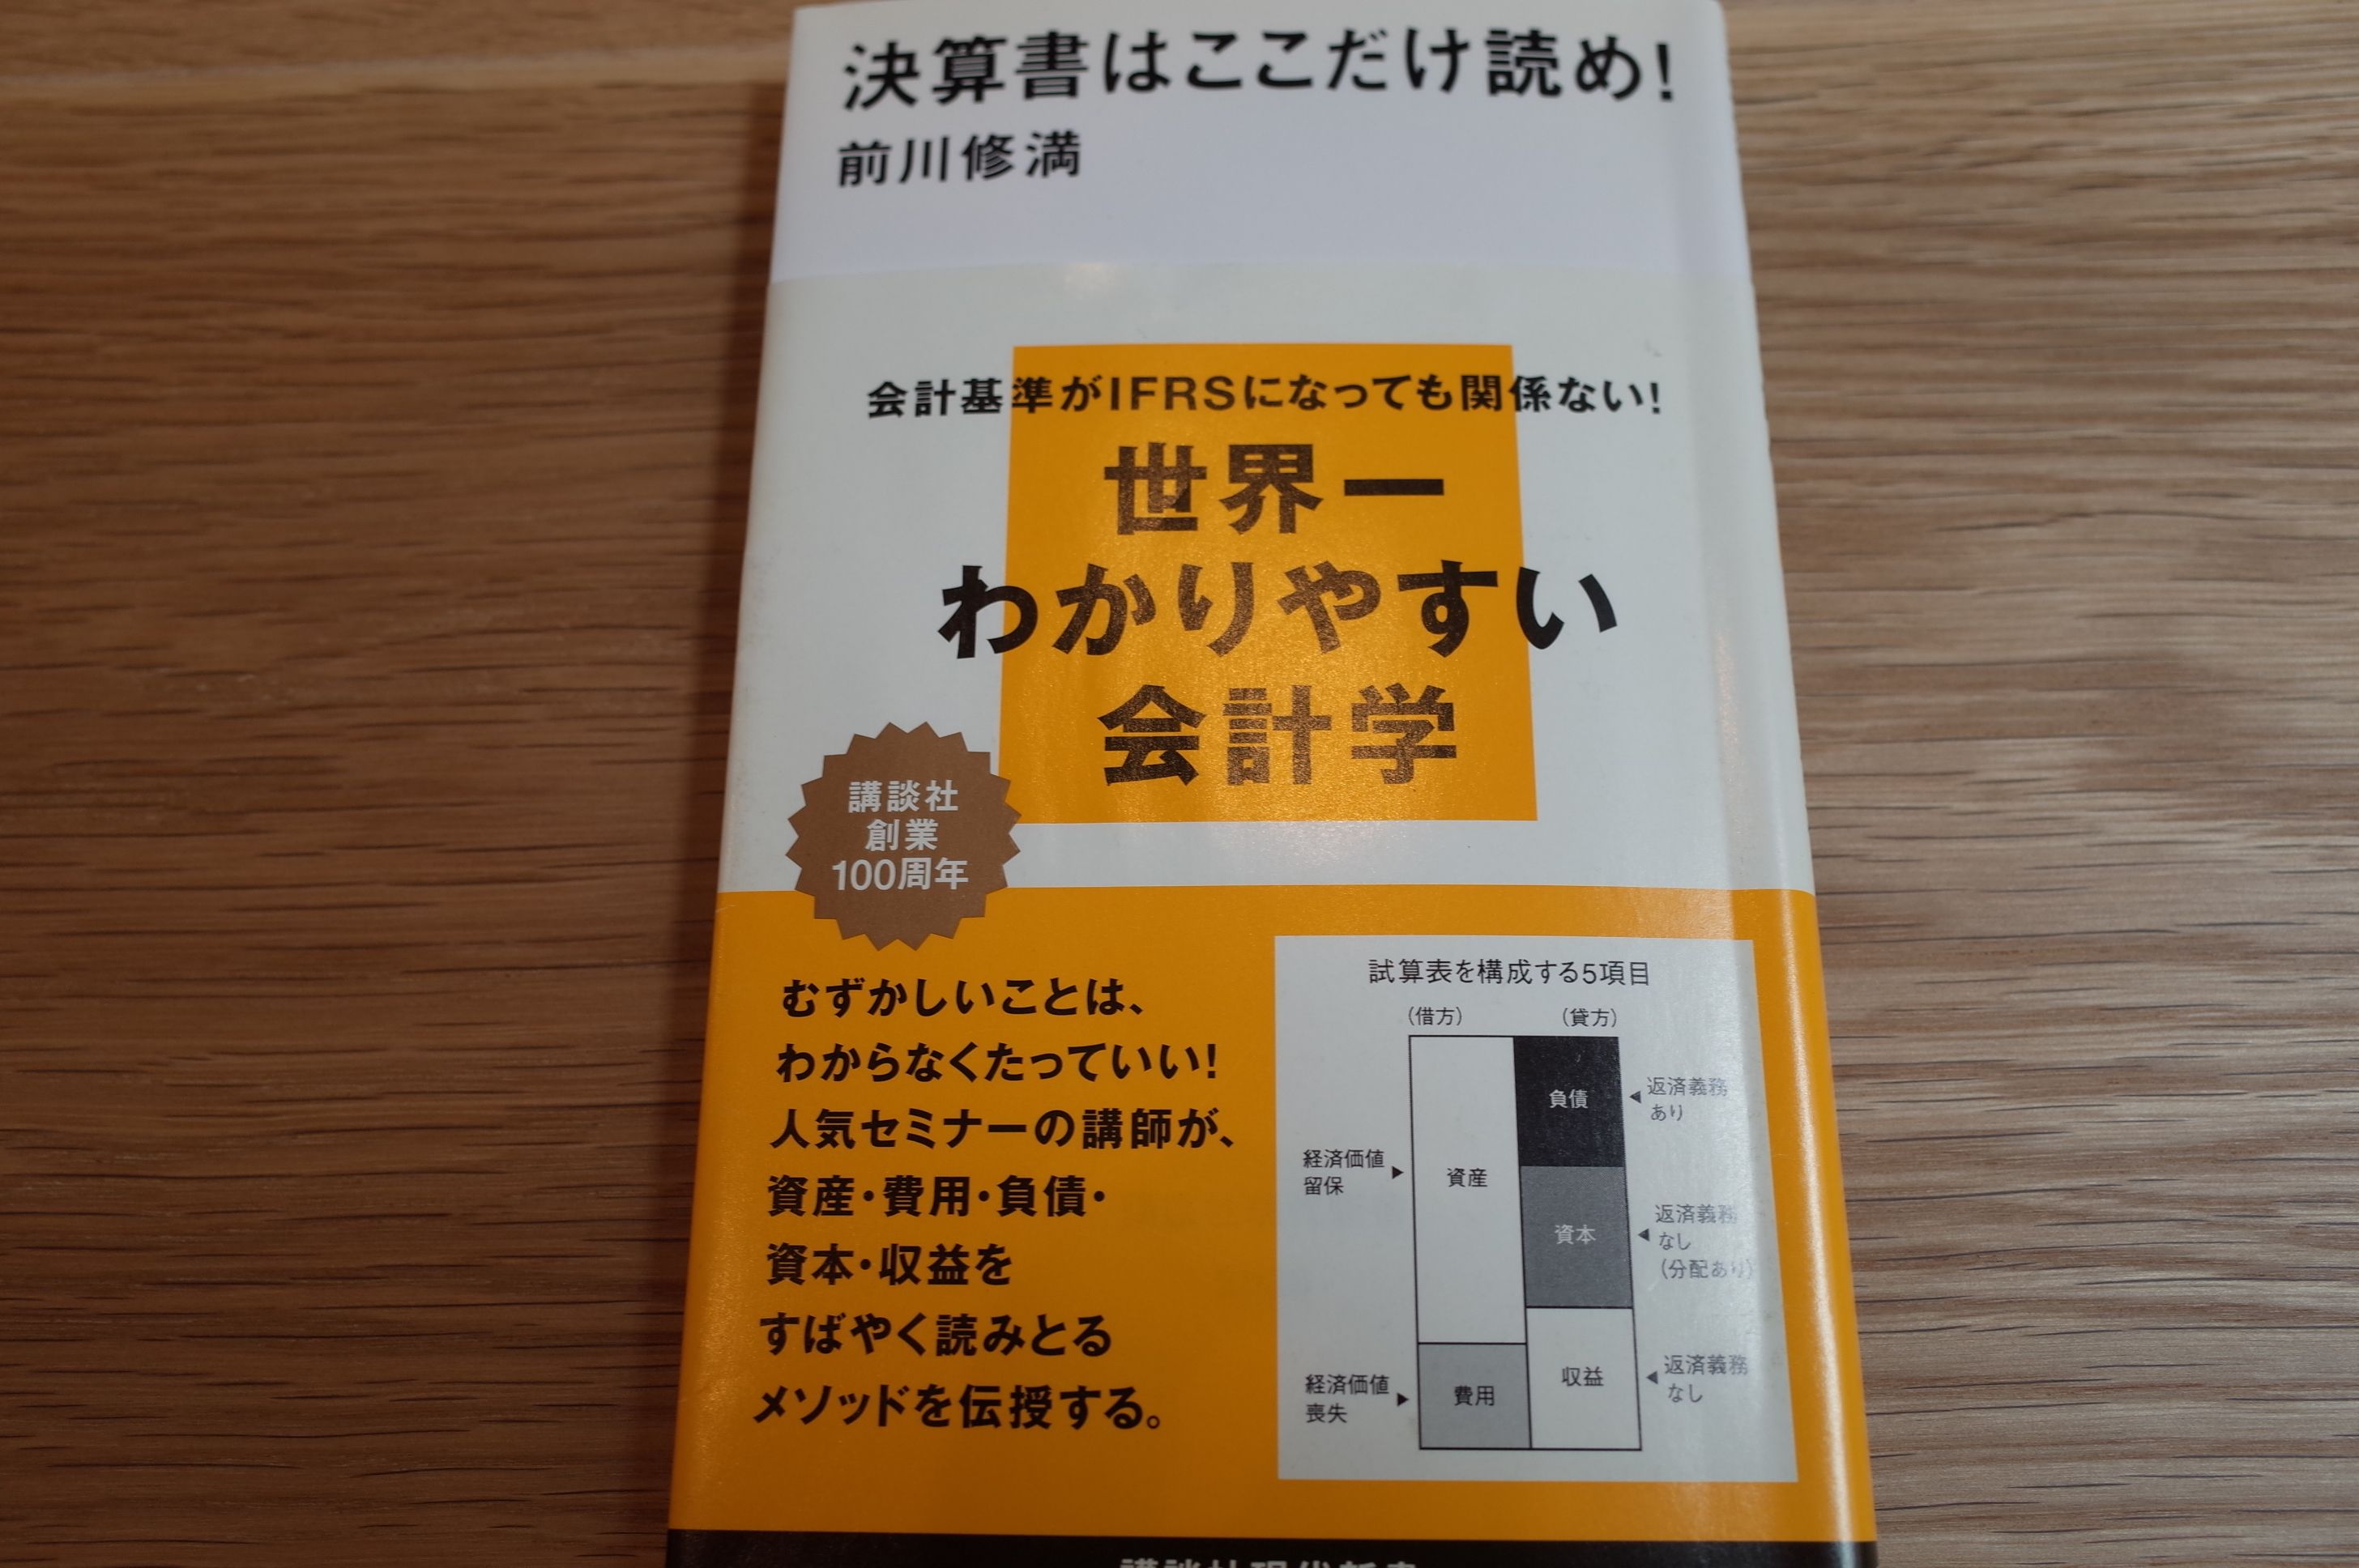 決算書はここだけ読め!
前川修満
会計基準がIFRSになっても関係ない!
世界一
わかりやすい
会計学
講談社
創業
100周年
むずかしいことは、
わからなくたっていい!
人気セミナーの講師が、
資産・費用・負債・
資本・収益を
すばやく読みとる
メソッドを伝授する。
試算表を構成する5項目
(借方)
(貸方)
負債
返済義務
あり
経済価値
留保
資産
資本
返済義務
なし
(分配あり)
経済価値
喪失
費用
収益
返済義務
なし
講談社現代新書